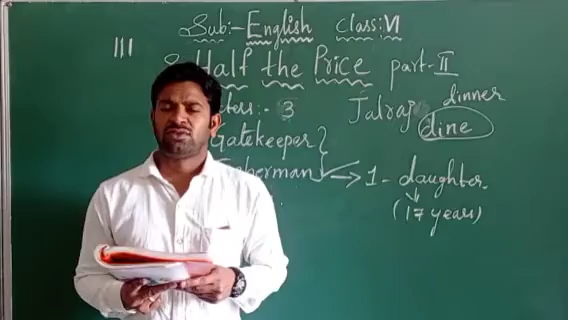 Sub:- English Class: VI
III
Half the Price part-II
3 Jalraj dinner
dine
Gatekeeper
1 - daughter.
(17 years)